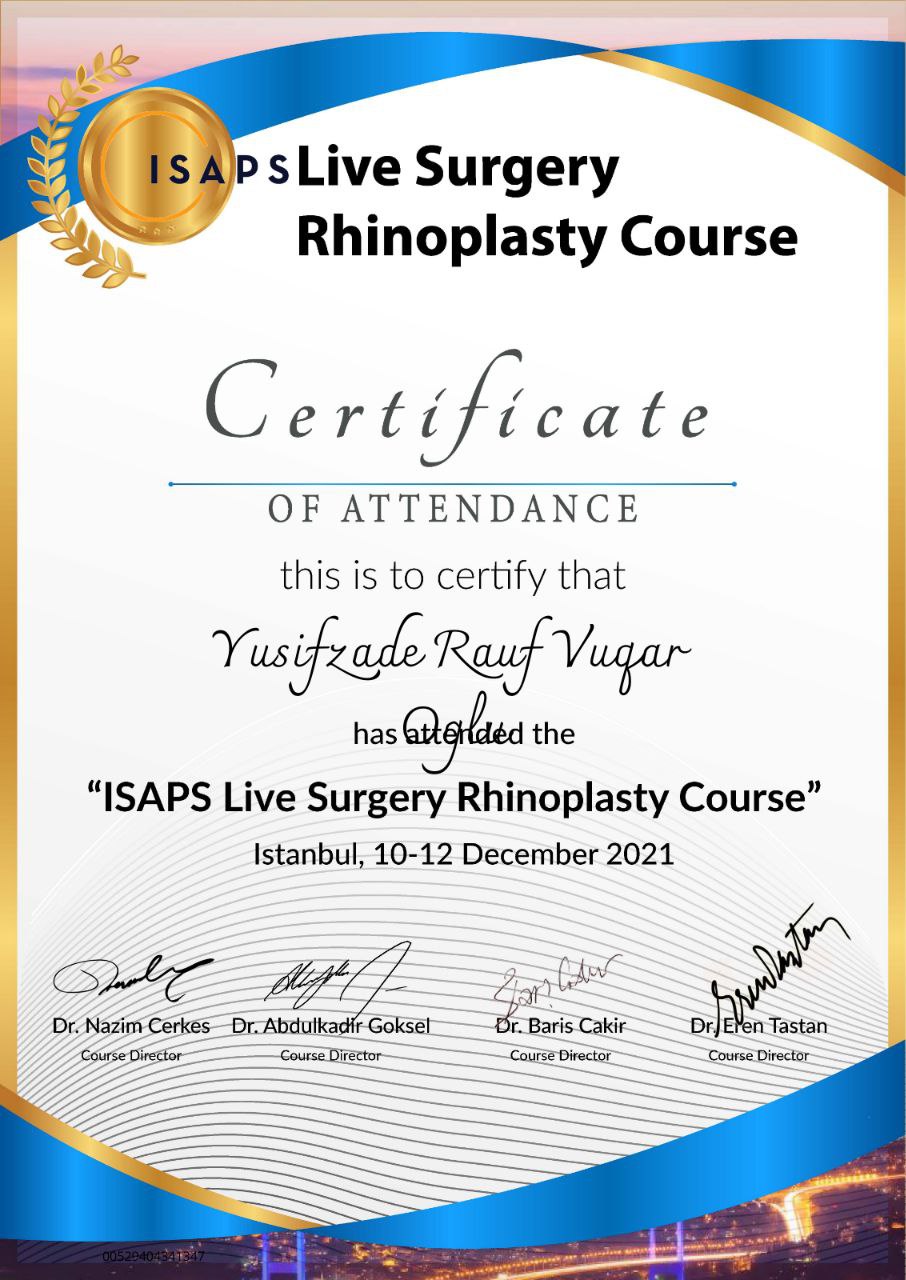 ISAPS Live Surgery
Rhinoplasty Course
Certificate
OF ATTENDANCE
this is to certify that
Yusifzade Rauf Vuqar
Oglu
has attended the
“ISAPS Live Surgery Rhinoplasty Course”
Istanbul, 10-12 December 2021
Dr. Nazim Cerkes Dr. Abdulkadir Goksel Dr. Baris Cakir Dr. Eren Tastan
Course Director Course Director Course Director Course Director
00529404341347